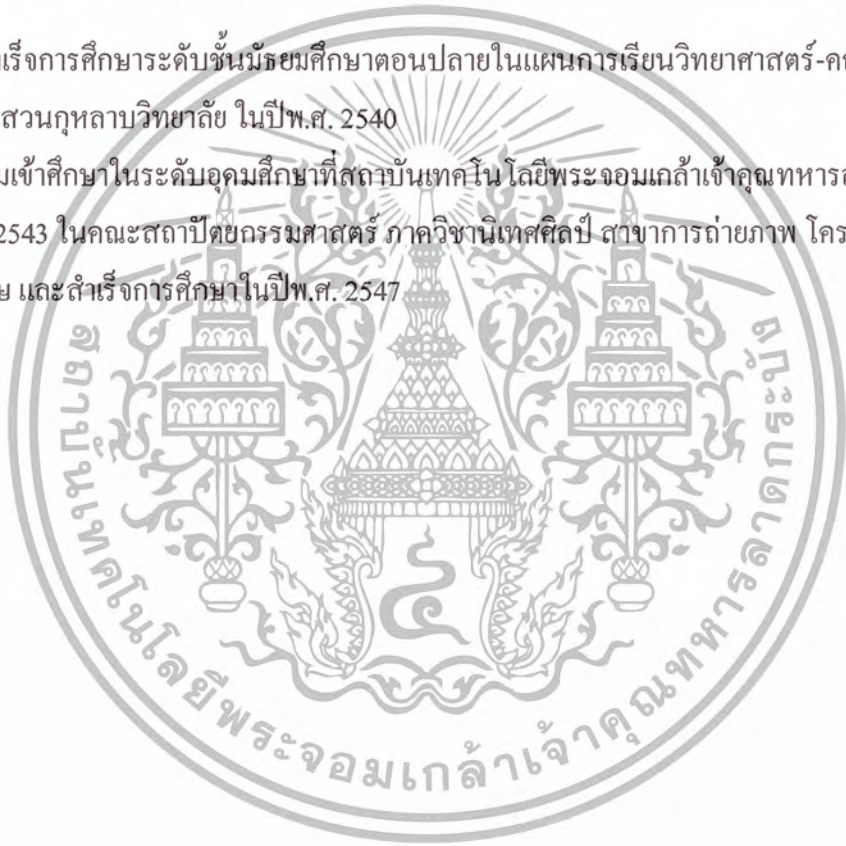 เร็จการศึกษาระดับชั้นมัธยมศึกษาตอนปลายในแผนการเรียนวิทยาศาสตร์-คณ
สวนกุหลาบวิทยาลัย ในปีพ.ศ. 2540
มเข้าศึกษาในระดับอุดมศึกษาที่สถาบันเทคโนโลยีพระจอมเกล้าเจ้าคุณทหารล
2543 ในคณะสถาปัตยกรรมศาสตร์ ภาควิชานิเทศศิลป์ สาขาการถ่ายภาพ โคร
ษ และสำเร็จการศึกษาในปีพ.ศ. 2547
สถาบันเทคโนโลยีพระจอมเกล้าเจ้าคุณทหารลาดกระบัง